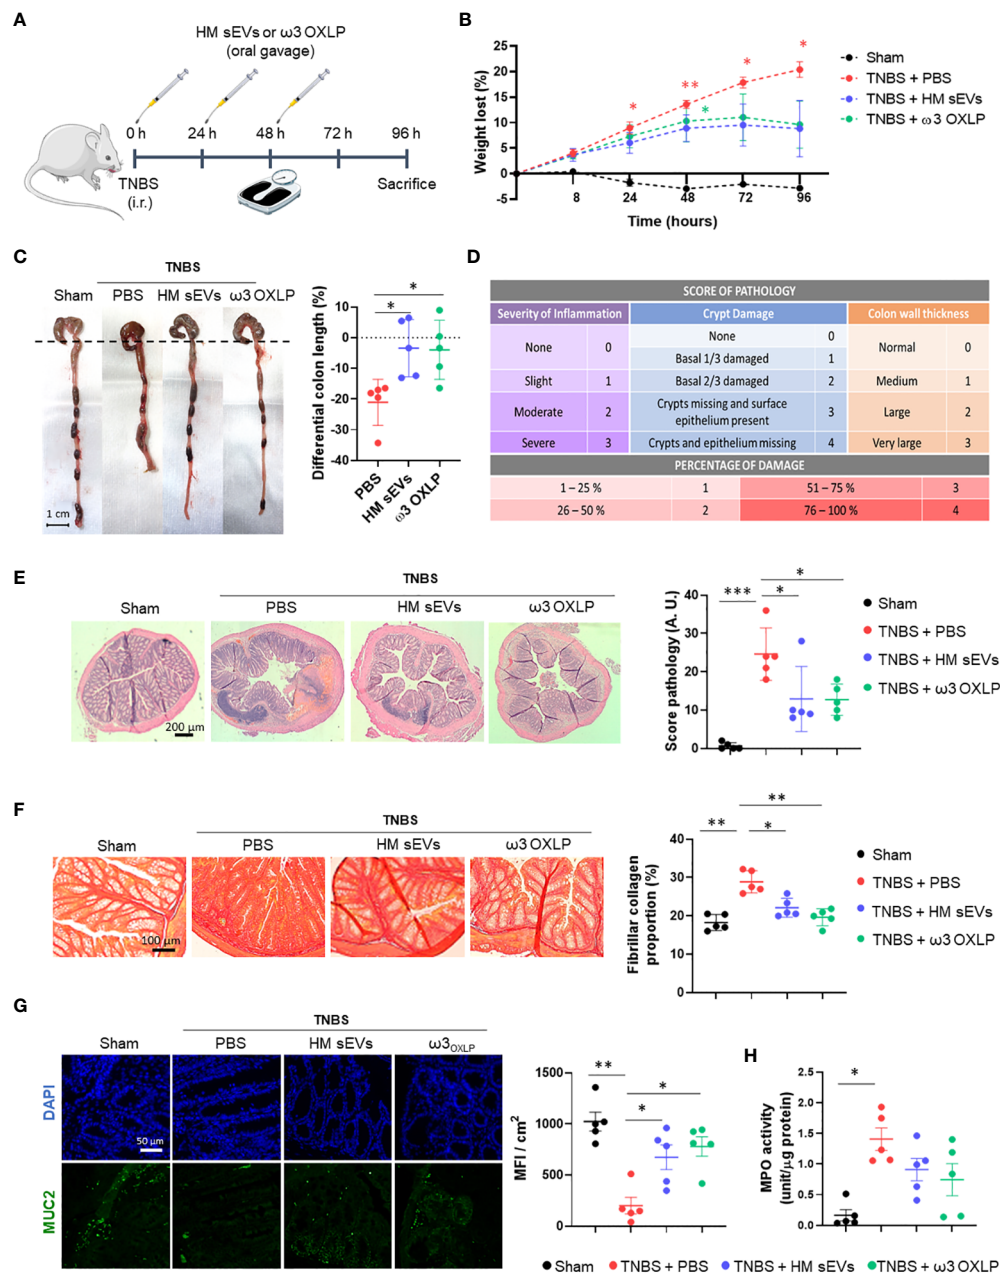 A
HM sEVs or ω3 OXLP
(oral gavage)
0 h 24 h 48 h 72 h 96 h
TNBS
(i.r.)
Sacrifice
B
Weight lost (%)
25
20
15
10
5
0
-5
8 24 48 72 96
Time (hours)
* ** * * *
Sham
TNBS + PBS
TNBS + HM sEVs
TNBS + ω3 OXLP
C
TNBS
Sham PBS HM sEVs ω3 OXLP
1 cm
Differential colon length (%)
10
0
-10
-20
-30
-40
*
*
PBS
HM sEVs
ω3 OXLP
D
SCORE OF PATHOLOGY
Severity of Inflammation Crypt Damage Colon wall thickness
None 0 None 0 Normal 0
Basal 1/3 damaged 1
Slight 1 Basal 2/3 damaged 2 Medium 1
Moderate 2 Crypts missing and surface epithelium present 3 Large 2
Severe 3 Crypts and epithelium missing 4 Very large 3
PERCENTAGE OF DAMAGE
1 – 25 % 1 51 – 75 % 3
26 – 50 % 2 76 – 100 % 4
E
TNBS
Sham PBS HM sEVs ω3 OXLP
200 µm
Score pathology (A. U.)
40
30
20
10
0
*** * *
Sham
TNBS + PBS
TNBS + HM sEVs
TNBS + ω3 OXLP
F
TNBS
Sham PBS HM sEVs ω3 OXLP
100 µm
Fibrillar collagen
proportion (%)
40
30
20
10
0
** * **
Sham
TNBS + PBS
TNBS + HM sEVs
TNBS + ω3 OXLP
G
TNBS
Sham PBS HM sEVs ω3OXLP
DAPI
50 µm
MUC2
MFI / cm²
1500
1000
500
0
** * *
H
MPO activity
(unit/µg protein)
2.5
2.0
1.5
1.0
0.5
0.0
*
Sham TNBS + PBS TNBS + HM sEVs TNBS + ω3 OXLP